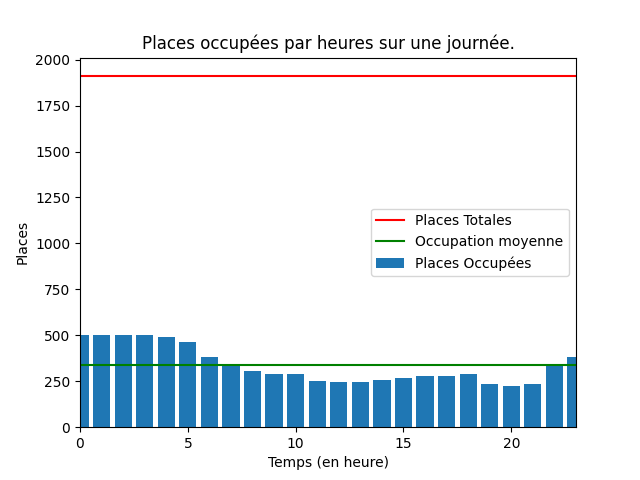 Places occupées par heures sur une journée.
2000
1750
1500
1250
1000
750
500
250
0
Places
Places Totales
Occupation moyenne
Places Occupées
0 5 10 15 20
Temps (en heure)